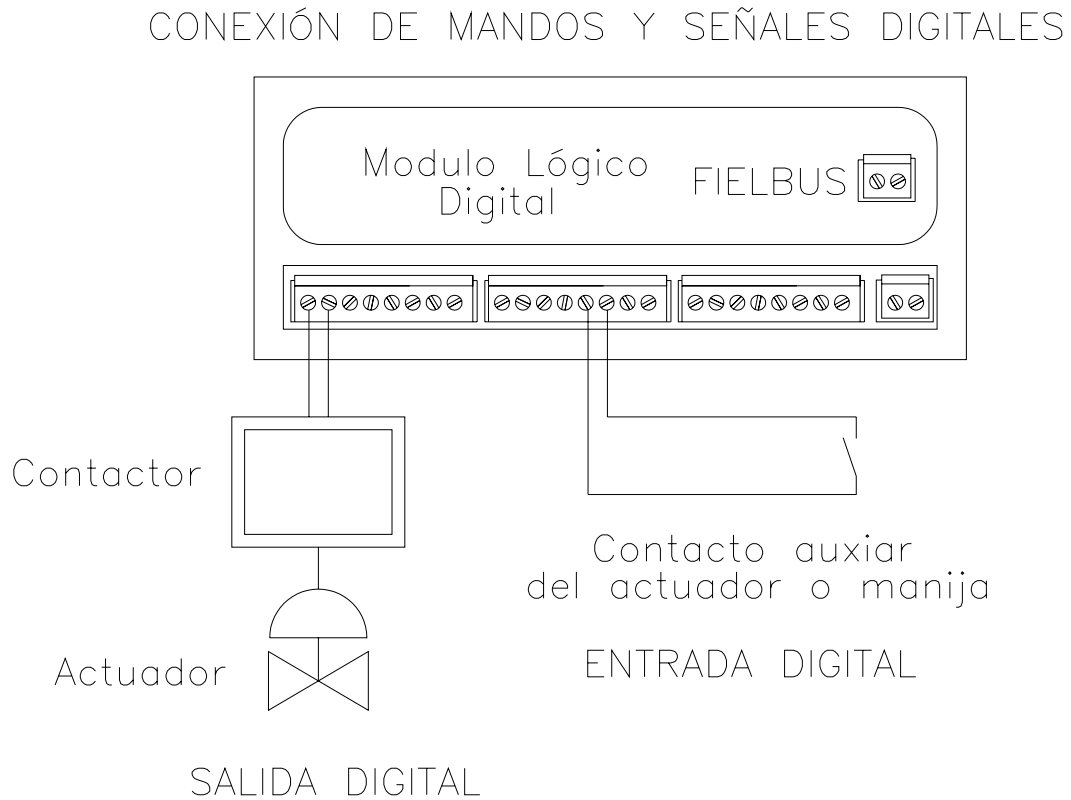 CONEXIÓN DE MANDOS Y SEÑALES DIGITALES
Modulo Lógico
Digital
FIELBUS
Contactor
Contacto auxiar
del actuador o manija
Actuador
ENTRADA DIGITAL
SALIDA DIGITAL